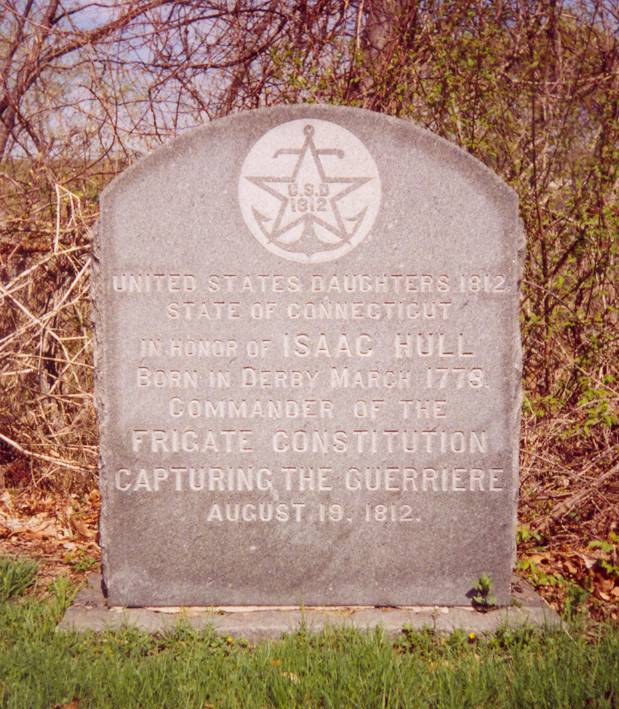 U.S.D
1812
UNITED STATES DAUGHTERS 1812
STATE OF CONNECTICUT
IN HONOR OF ISAAC HULL
BORN IN DERBY MARCH 1773.
COMMANDER OF THE
FRIGATE CONSTITUTION
CAPTURING THE GUERRIERE
AUGUST 19. 1812.